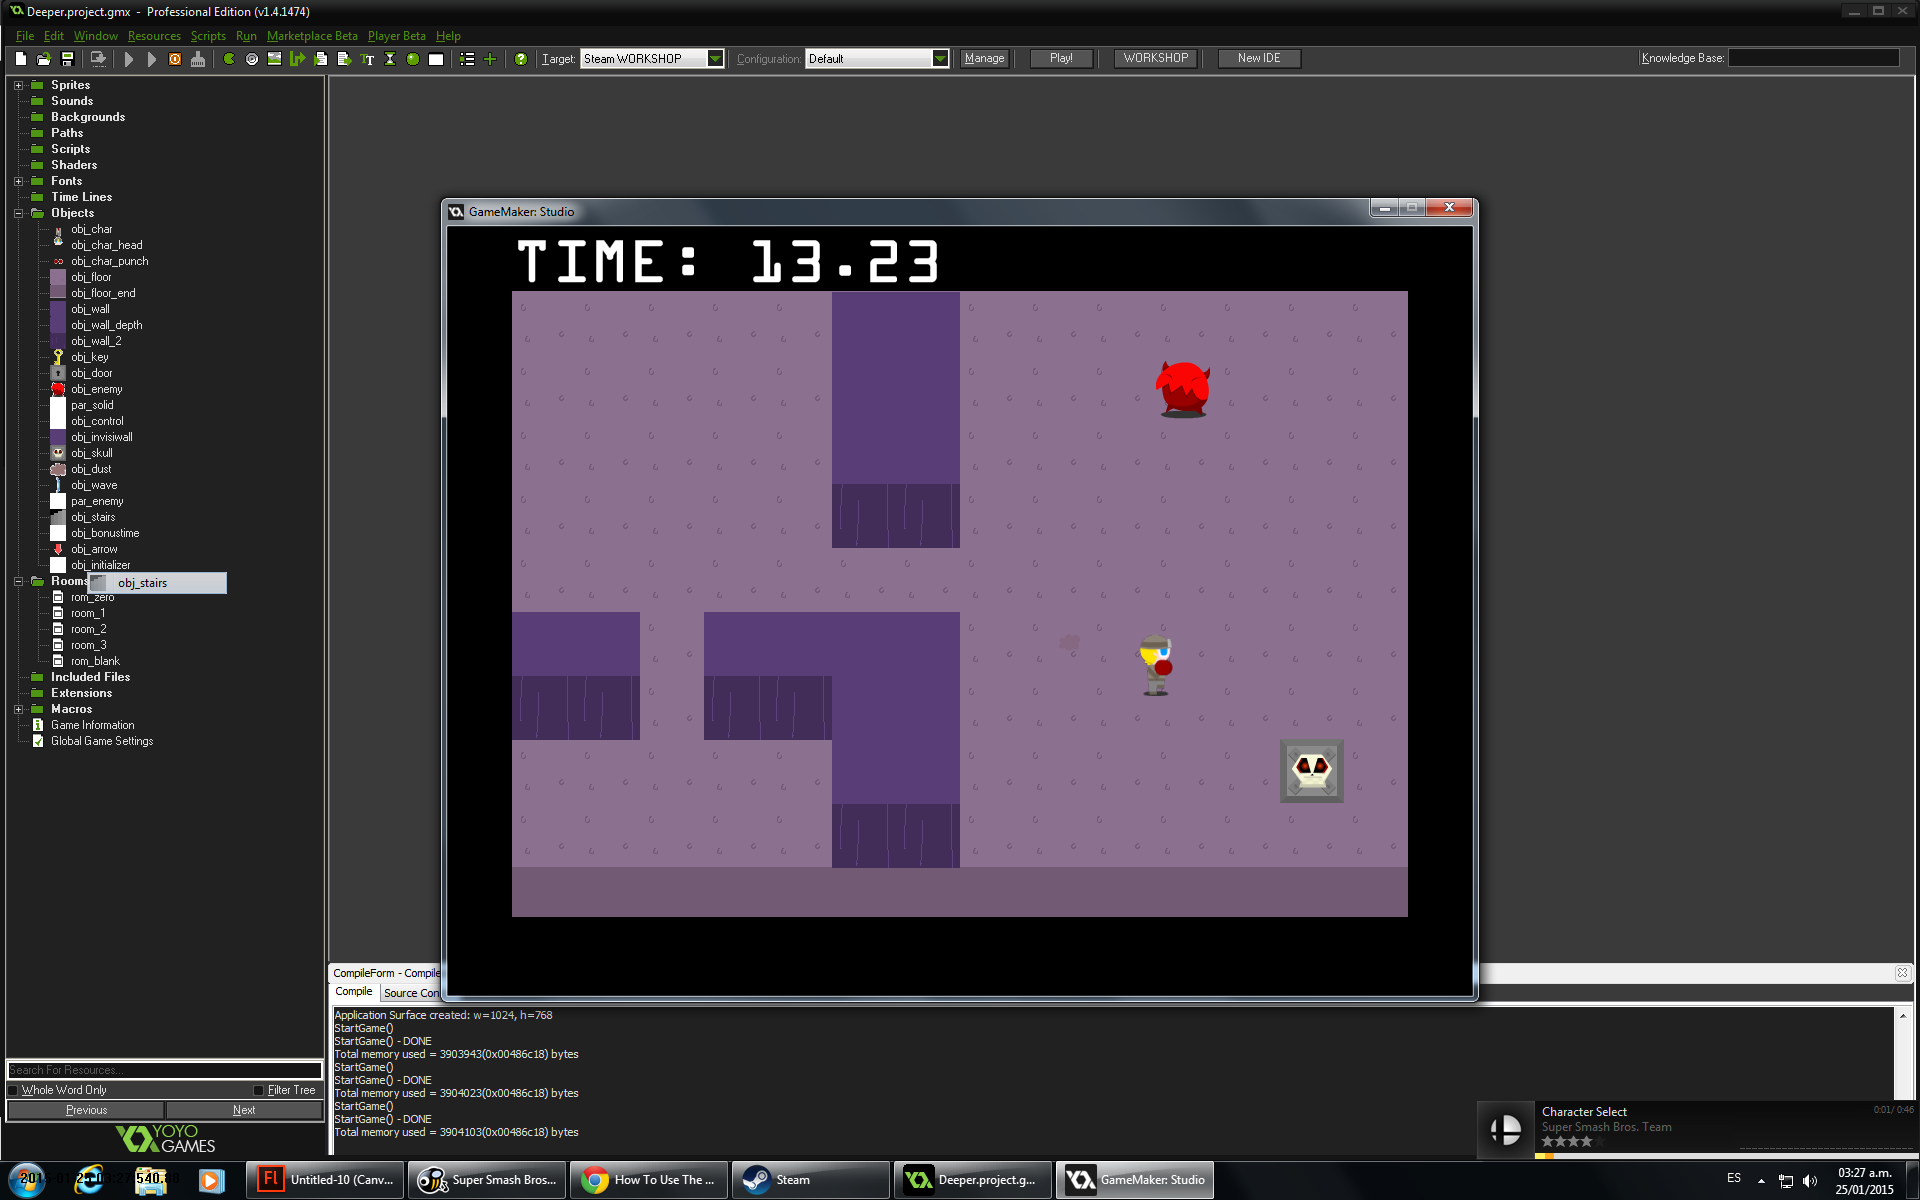 Deeper.project.gmx - Professional Edition (v1.4.1474)
File Edit Window Resources Scripts Run Marketplace Beta Player Beta Help
Target: Steam WORKSHOP Configuration: Default Manage Play! WORKSHOP New IDE Knowledge Base:
Sprites
Sounds
Backgrounds
Paths
Scripts
Shaders
Fonts
Time Lines
Objects
obj_char
obj_char_head
obj_char_punch
obj_floor
obj_floor_end
obj_wall
obj_wall_depth
obj_wall_2
obj_key
obj_door
obj_enemy
par_solid
obj_control
obj_invisiwall
obj_skull
obj_dust
obj_wave
par_enemy
obj_stairs
obj_bonustime
obj_arrow
obj_initializer
Rooms
obj_stairs
rom_zero
room_1
room_2
room_3
rom_blank
Included Files
Extensions
Macros
Game Information
Global Game Settings
Search For Resources...
Whole Word Only Filter Tree
Previous Next
YOYO
GAMES
GameMaker: Studio
TIME: 13.23
CompileForm - Compile
Compile Source Con
Application Surface created: w=1024, h=768
StartGame()
StartGame() - DONE
Total memory used = 3903943(0x00486c18) bytes
StartGame()
StartGame() - DONE
Total memory used = 3904023(0x00486c18) bytes
StartGame()
StartGame() - DONE
Total memory used = 3904103(0x00486c18) bytes
Character Select 0:01/ 0:46
Super Smash Bros. Team
Fl Untitled-10 (Canv... Super Smash Bros... How To Use The ... Steam Deeper.project.g... GameMaker: Studio
ES 03:27 a.m.
25/01/2015